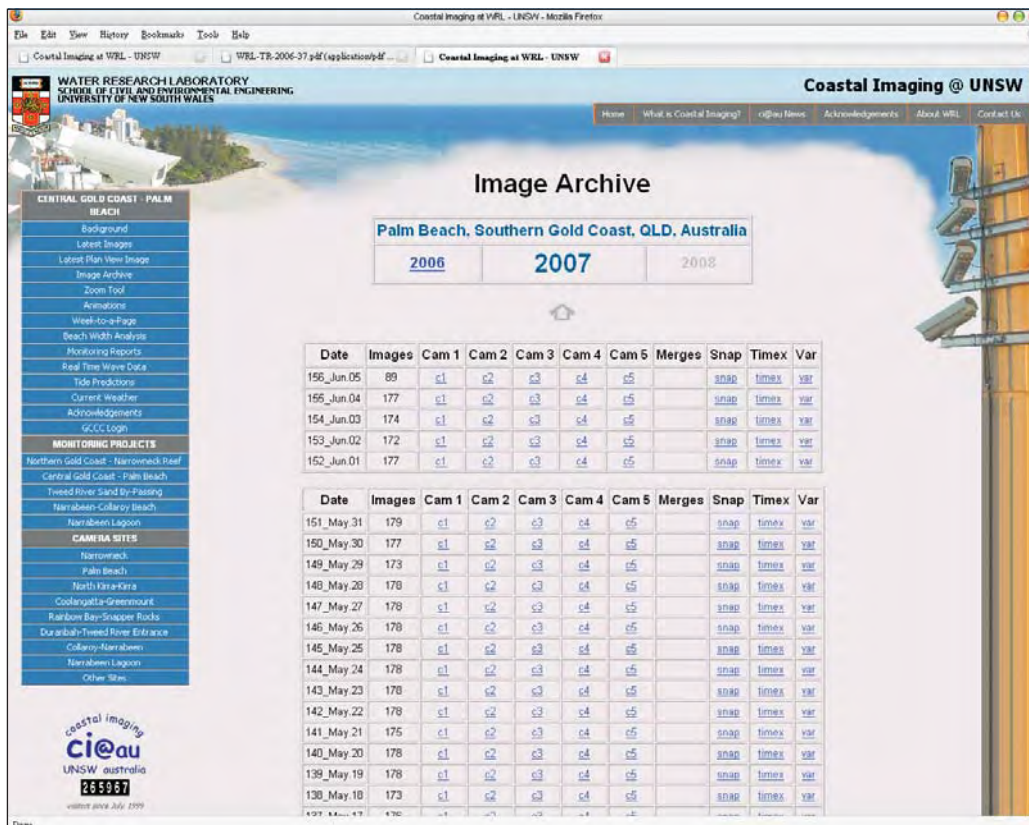 Coastal Imaging at WRL - UNSW - Mozilla Firefox
File Edit View History Bookmarks Tools Help
Coastal Imaging at WRL - UNSW
WRL-TR-2006-37.pdf (application/pdf ...
Coastal Imaging at WRL - UNSW
WATER RESEARCH LABORATORY
SCHOOL OF CIVIL AND ENVIRONMENTAL ENGINEERING
UNIVERSITY OF NEW SOUTH WALES
Coastal Imaging @ UNSW
Home What is Coastal Imaging? ci@au News Acknowledgements About WRL Contact Us
CENTRAL GOLD COAST - PALM
BEACH
Background
Latest Images
Latest Plan View Image
Image Archive
Zoom Tool
Animations
Week-to-a-Page
Beach Width Analysis
Monitoring Reports
Real Time Wave Data
Tide Predictions
Current Weather
Acknowledgements
GCCC Login
MONITORING PROJECTS
Northern Gold Coast - Narrowneck Reef
Central Gold Coast - Palm Beach
Tweed River Sand By-Passing
Narrabeen-Collaroy Beach
Narrabeen Lagoon
CAMERA SITES
Narrowneck
Palm Beach
North Kirra-Kirra
Coolangatta-Greenmount
Rainbow Bay-Snapper Rocks
Duranbah-Tweed River Entrance
Collaroy-Narrabeen
Narrabeen Lagoon
Other Sites
coastal imaging
ci@au
UNSW australia
265967
visitors since July 1999
Image Archive
Palm Beach, Southern Gold Coast, QLD, Australia
2006 2007 2008
Date Images Cam 1 Cam 2 Cam 3 Cam 4 Cam 5 Merges Snap Timex Var
156_Jun.05 89 c1 c2 c3 c4 c5 snap timex var
155_Jun.04 177 c1 c2 c3 c4 c5 snap timex var
154_Jun.03 174 c1 c2 c3 c4 c5 snap timex var
153_Jun.02 172 c1 c2 c3 c4 c5 snap timex var
152_Jun.01 177 c1 c2 c3 c4 c5 snap timex var
Date Images Cam 1 Cam 2 Cam 3 Cam 4 Cam 5 Merges Snap Timex Var
151_May.31 179 c1 c2 c3 c4 c5 snap timex var
150_May.30 177 c1 c2 c3 c4 c5 snap timex var
149_May.29 173 c1 c2 c3 c4 c5 snap timex var
148_May.28 178 c1 c2 c3 c4 c5 snap timex var
147_May.27 178 c1 c2 c3 c4 c5 snap timex var
146_May.26 178 c1 c2 c3 c4 c5 snap timex var
145_May.25 178 c1 c2 c3 c4 c5 snap timex var
144_May.24 178 c1 c2 c3 c4 c5 snap timex var
143_May.23 178 c1 c2 c3 c4 c5 snap timex var
142_May.22 178 c1 c2 c3 c4 c5 snap timex var
141_May.21 175 c1 c2 c3 c4 c5 snap timex var
140_May.20 178 c1 c2 c3 c4 c5 snap timex var
139_May.19 178 c1 c2 c3 c4 c5 snap timex var
138_May.18 173 c1 c2 c3 c4 c5 snap timex var